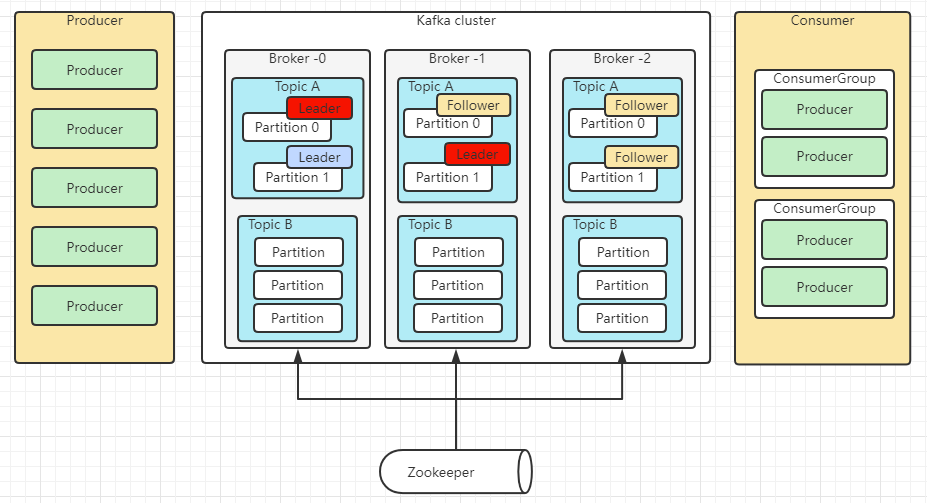 Producer
Producer
Producer
Producer
Producer
Producer
Kafka cluster
Broker -0
Topic A
Leader
Partition 0
Leader
Partition 1
Topic B
Partition
Partition
Partition
Broker -1
Topic A
Follower
Partition 0
Leader
Partition 1
Topic B
Partition
Partition
Partition
Broker -2
Topic A
Follower
Partition 0
Follower
Partition 1
Topic B
Partition
Partition
Partition
Consumer
ConsumerGroup
Producer
Producer
ConsumerGroup
Producer
Producer
Zookeeper